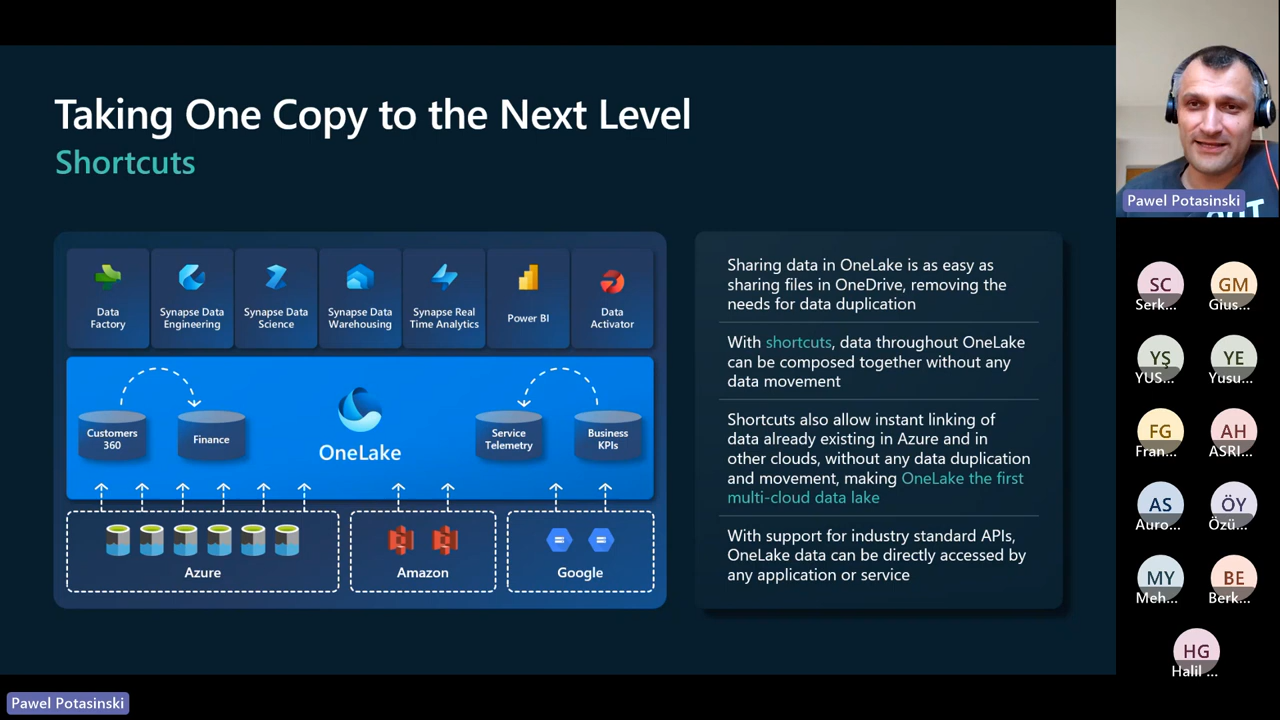 Taking One Copy to the Next Level
Shortcuts
Data
Factory
Synapse Data
Engineering
Synapse Data
Science
Synapse Data
Warehousing
Synapse Real
Time Analytics
Power BI
Data
Activator
Customers
360
Finance
OneLake
Service
Telemetry
Business
KPIs
Azure
Amazon
Google
Sharing data in OneLake is as easy as
sharing files in OneDrive, removing the
needs for data duplication
With shortcuts, data throughout OneLake
can be composed together without any
data movement
Shortcuts also allow instant linking of
data already existing in Azure and in
other clouds, without any data duplication
and movement, making OneLake the first
multi-cloud data lake
With support for industry standard APIs,
OneLake data can be directly accessed by
any application or service
Pawel Potasinski
SC
Serk...
GM
Gius...
YŞ
YUS...
YE
Yusu...
FG
Fran...
AH
ASRI...
AS
Auro...
ÖY
Özü...
MY
Meh...
BE
Berk...
HG
Halil ...
Pawel Potasinski